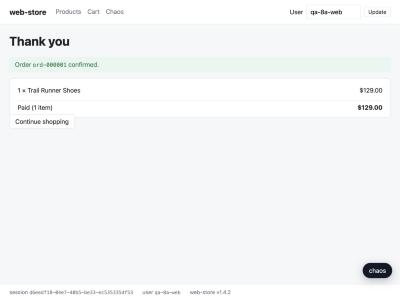 web-store Products Cart Chaos User qa-8a-web Update
Thank you
Order ord-000001 confirmed.
1 × Trail Runner Shoes $129.00
Paid (1 item) $129.00
Continue shopping
chaos
session user qa-8a-web web-store v1.4.2